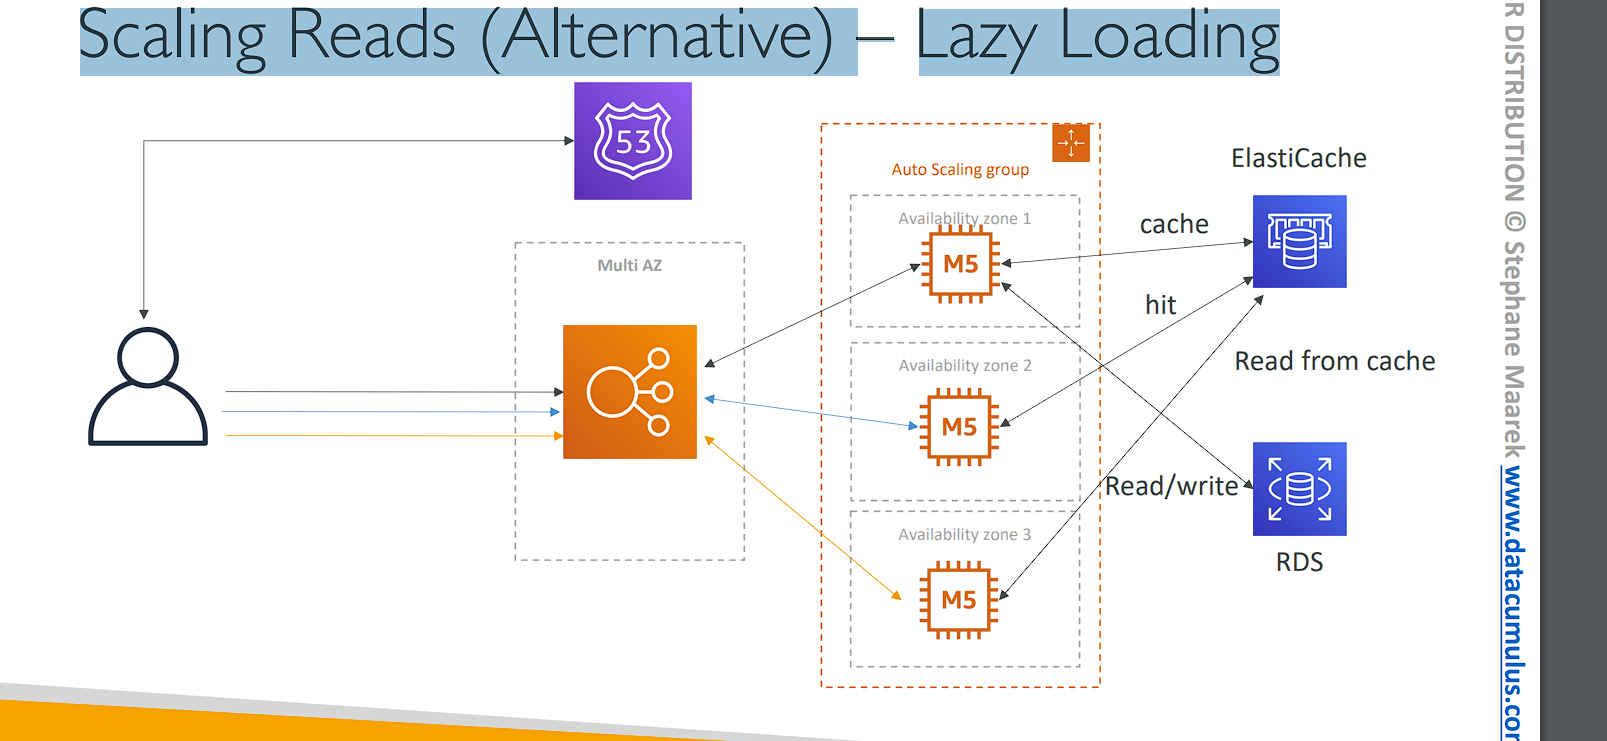 Scaling Reads (Alternative) – Lazy Loading
53
ElastiCache
Auto Scaling group
Availability zone 1
cache
M5
Multi AZ
hit
Availability zone 2
Read from cache
M5
Read/write
Availability zone 3
RDS
M5
R DISTRIBUTION © Stephane Maarek www.datacumulus.co